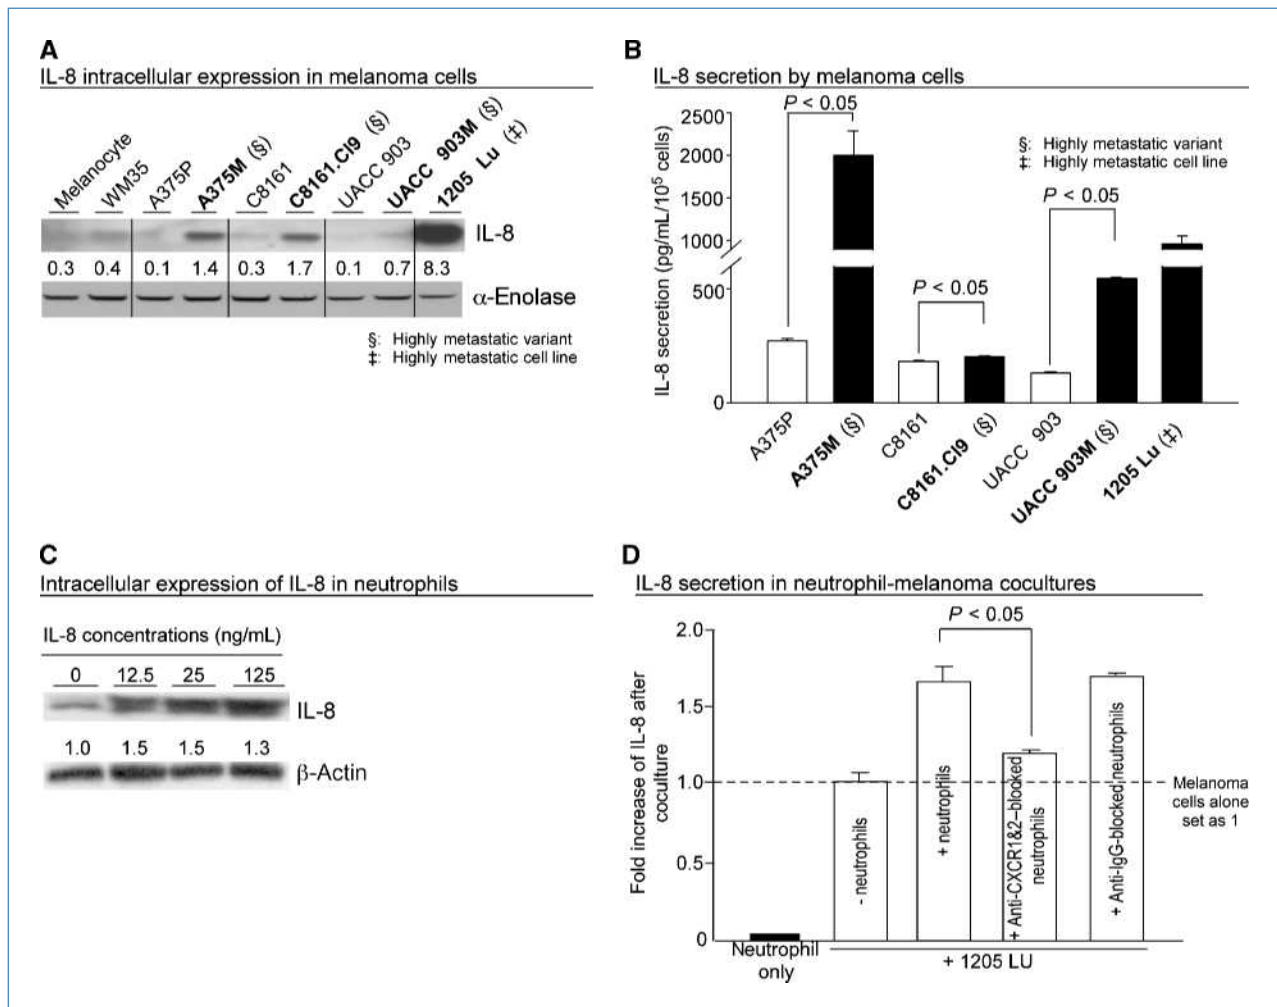 A
IL-8 intracellular expression in melanoma cells
Melanocyte
WM35
A375P
A375M (§)
C8161
C8161.Cl9 (§)
UACC 903
UACC 903M (§)
1205 Lu (‡)
IL-8
0.3 0.4 0.1 1.4 0.3 1.7 0.1 0.7 8.3
α-Enolase
§: Highly metastatic variant
‡: Highly metastatic cell line
B
IL-8 secretion by melanoma cells
IL-8 secretion (pg/mL/10⁵ cells)
2500
2000
1500
1000
500
0
P < 0.05
P < 0.05
P < 0.05
§: Highly metastatic variant
‡: Highly metastatic cell line
A375P
A375M (§)
C8161
C8161.Cl9 (§)
UACC 903
UACC 903M (§)
1205 Lu (‡)
C
Intracellular expression of IL-8 in neutrophils
IL-8 concentrations (ng/mL)
0 12.5 25 125
IL-8
1.0 1.5 1.5 1.3
β-Actin
D
IL-8 secretion in neutrophil-melanoma cocultures
Fold increase of IL-8 after
coculture
2.0
1.5
1.0
0.5
0
P < 0.05
- neutrophils
+ neutrophils
+ Anti-CXCR1&2–blocked
neutrophils
+ Anti-IgG-blocked neutrophils
Melanoma
cells alone
set as 1
Neutrophil
only
+ 1205 LU